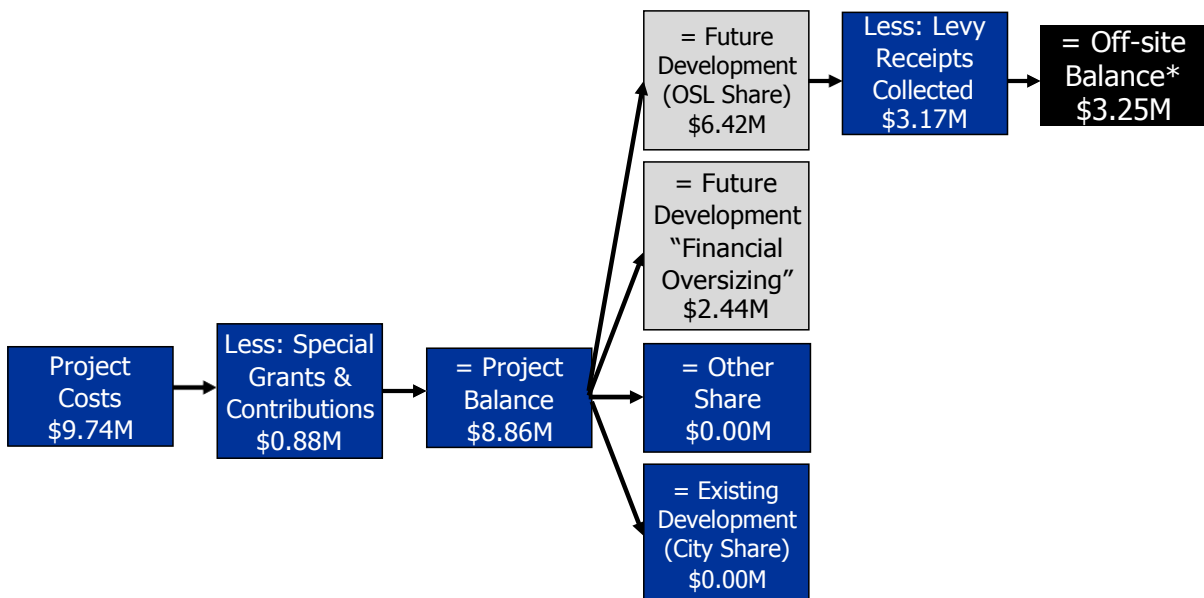 Project
Costs
$9.74M
Less: Special
Grants &
Contributions
$0.88M
= Project
Balance
$8.86M
= Future
Development
(OSL Share)
$6.42M
Less: Levy
Receipts
Collected
$3.17M
= Off-site
Balance*
$3.25M
= Future
Development
“Financial
Oversizing”
$2.44M
= Other
Share
$0.00M
= Existing
Development
(City Share)
$0.00M